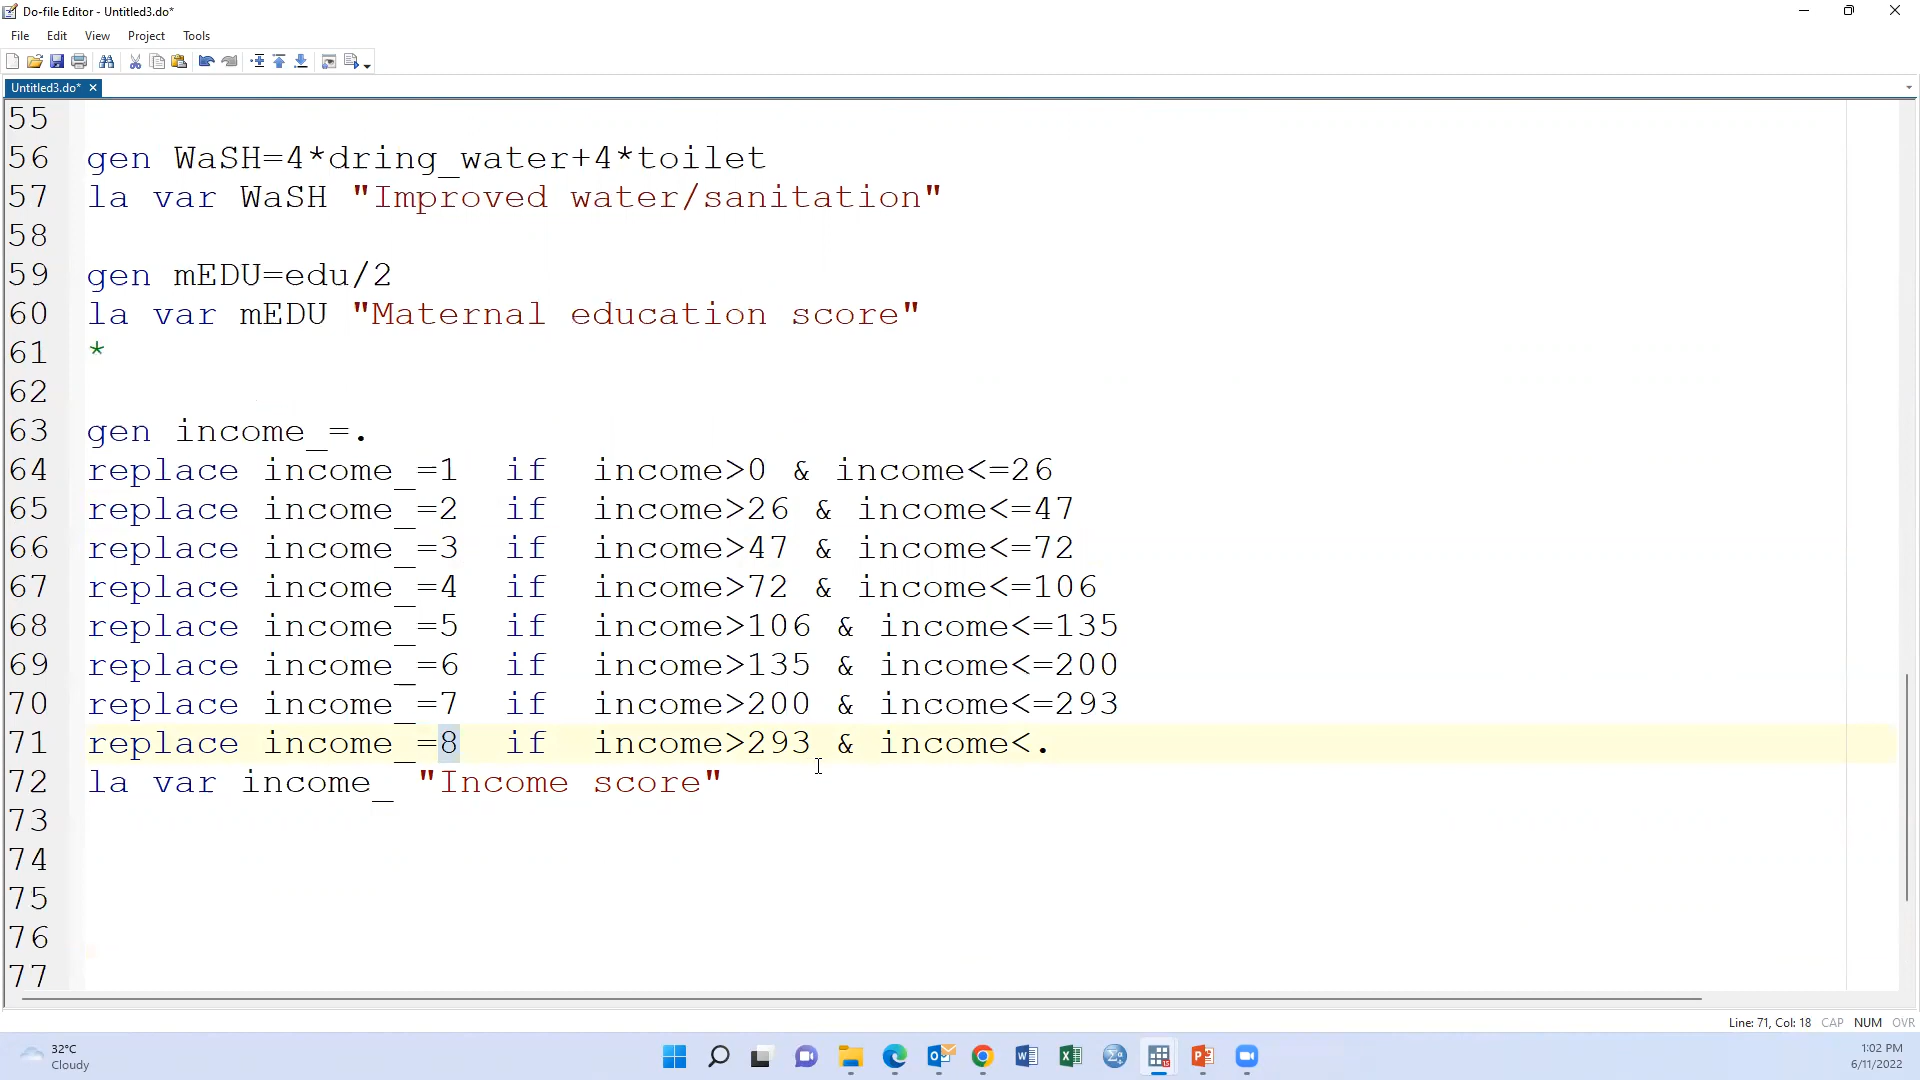 Do-file Editor - Untitled3.do*
File Edit View Project Tools
Untitled3.do* ×
55
56 gen WaSH=4*dring_water+4*toilet
57 la var WaSH "Improved water/sanitation"
58
59 gen mEDU=edu/2
60 la var mEDU "Maternal education score"
61 *
62
63 gen income_=.
64 replace income_=1 if income>0 & income<=26
65 replace income_=2 if income>26 & income<=47
66 replace income_=3 if income>47 & income<=72
67 replace income_=4 if income>72 & income<=106
68 replace income_=5 if income>106 & income<=135
69 replace income_=6 if income>135 & income<=200
70 replace income_=7 if income>200 & income<=293
71 replace income_=8 if income>293 & income<.
72 la var income_ "Income score"
73
74
75
76
77
Line: 71, Col: 18 CAP NUM OVR
32°C
Cloudy
1:02 PM
6/11/2022